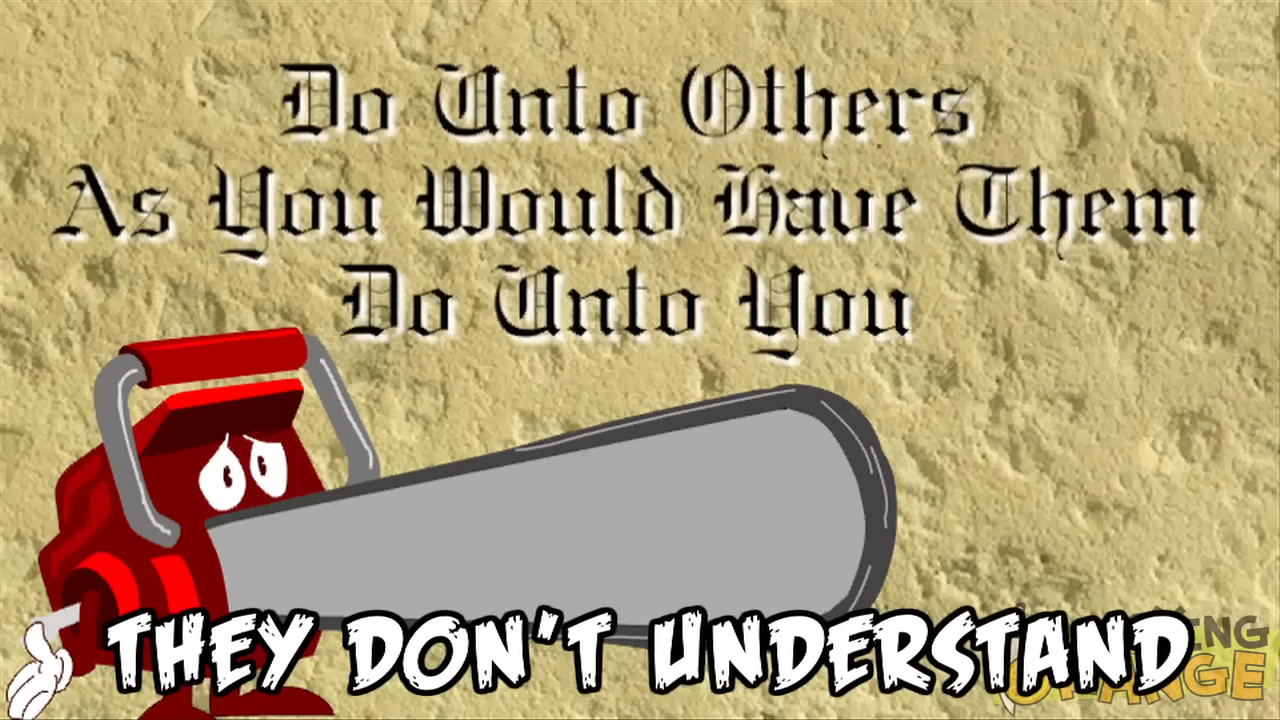 Do Unto Others
As You Would Have Them
Do Unto You
THEY DON'T UNDERSTAND